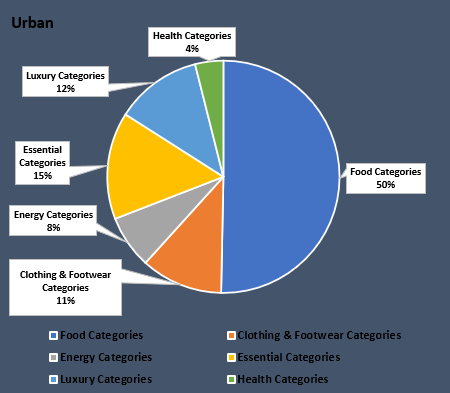 Urban
Health Categories
4%
Luxury Categories
12%
Essential
Categories
15%
Food Categories
50%
Energy Categories
8%
Clothing & Footwear
Categories
11%
Food Categories
Clothing & Footwear Categories
Energy Categories
Essential Categories
Luxury Categories
Health Categories